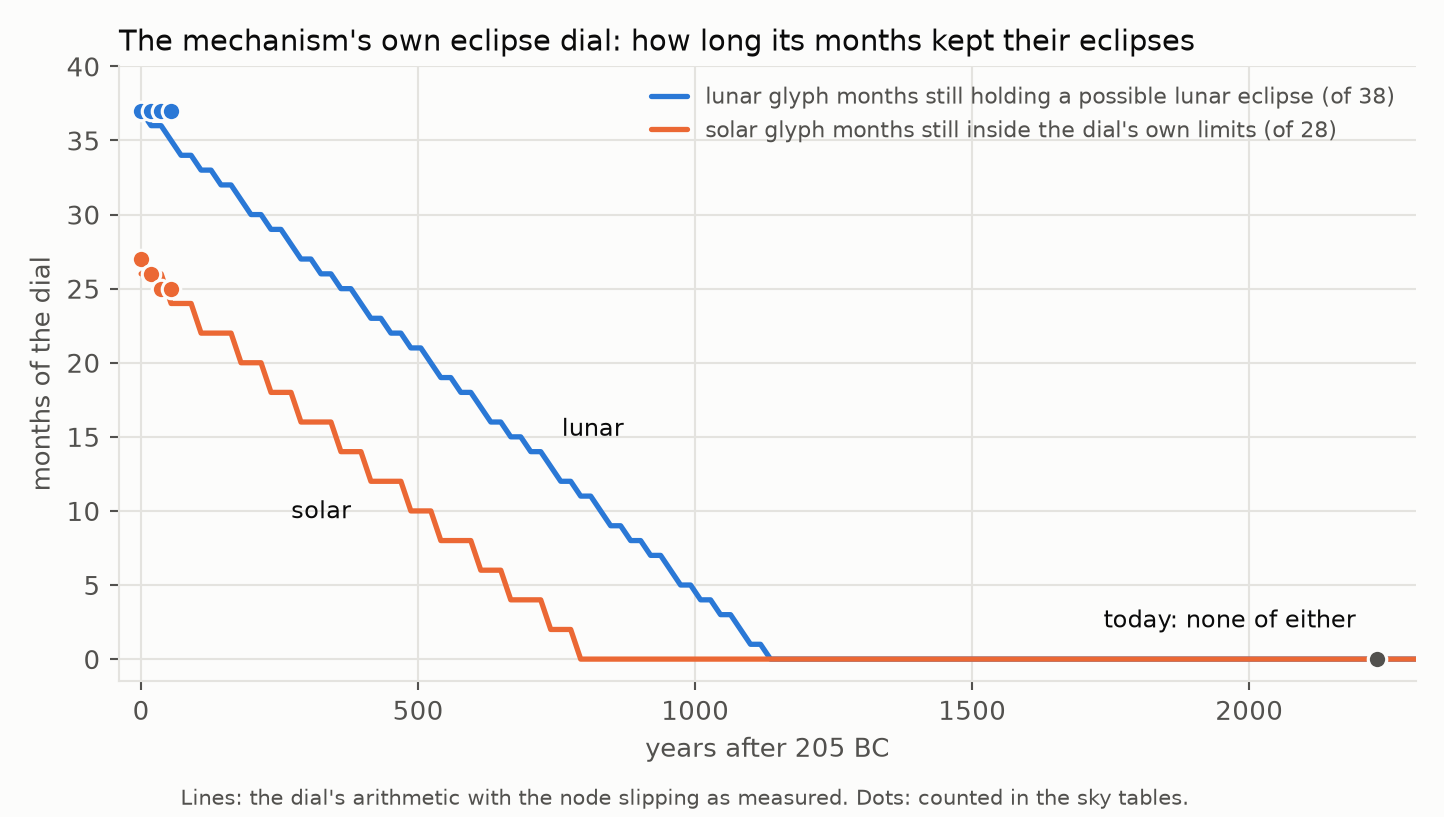 The mechanism's own eclipse dial: how long its months kept their eclipses
lunar glyph months still holding a possible lunar eclipse (of 38)
solar glyph months still inside the dial's own limits (of 28)
months of the dial
40
35
30
25
20
15
10
5
0
lunar
solar
today: none of either
0
500
1000
1500
2000
years after 205 BC
Lines: the dial's arithmetic with the node slipping as measured. Dots: counted in the sky tables.